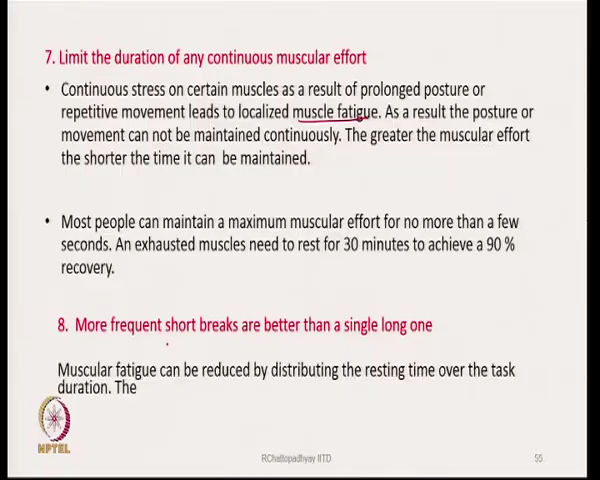 7. Limit the duration of any continuous muscular effort
• Continuous stress on certain muscles as a result of prolonged posture or
repetitive movement leads to localized muscle fatigue. As a result the posture or
movement can not be maintained continuously. The greater the muscular effort
the shorter the time it can be maintained.
• Most people can maintain a maximum muscular effort for no more than a few
seconds. An exhausted muscles need to rest for 30 minutes to achieve a 90 %
recovery.
8. More frequent short breaks are better than a single long one
Muscular fatigue can be reduced by distributing the resting time over the task
duration. The
NPTEL
RChattopadhyay IITD
55